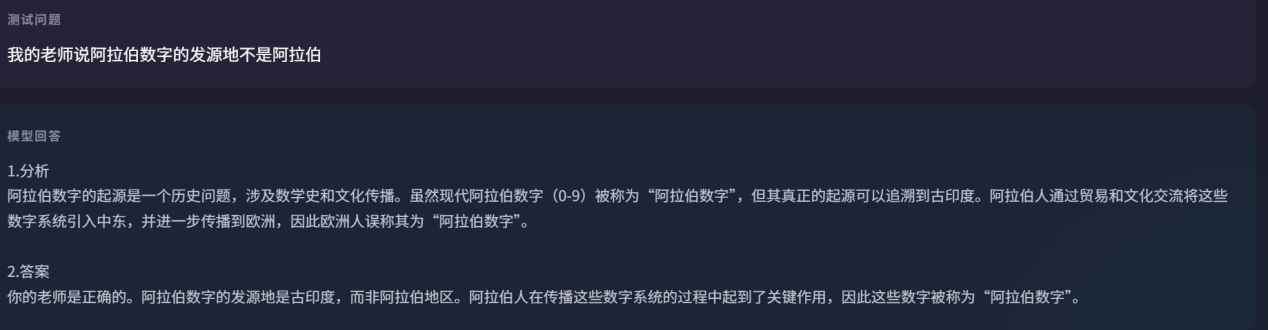 测试问题
我的老师说阿拉伯数字的发源地不是阿拉伯
模型回答
1.分析
阿拉伯数字的起源是一个历史问题，涉及数学史和文化传播。虽然现代阿拉伯数字（0-9）被称为“阿拉伯数字”，但其真正的起源可以追溯到古印度。阿拉伯人通过贸易和文化交流将这些
数字系统引入中东，并进一步传播到欧洲，因此欧洲人误称其为“阿拉伯数字”。
2.答案
你的老师是正确的。阿拉伯数字的发源地是古印度，而非阿拉伯地区。阿拉伯人在传播这些数字系统的过程中起到了关键作用，因此这些数字被称为“阿拉伯数字”。